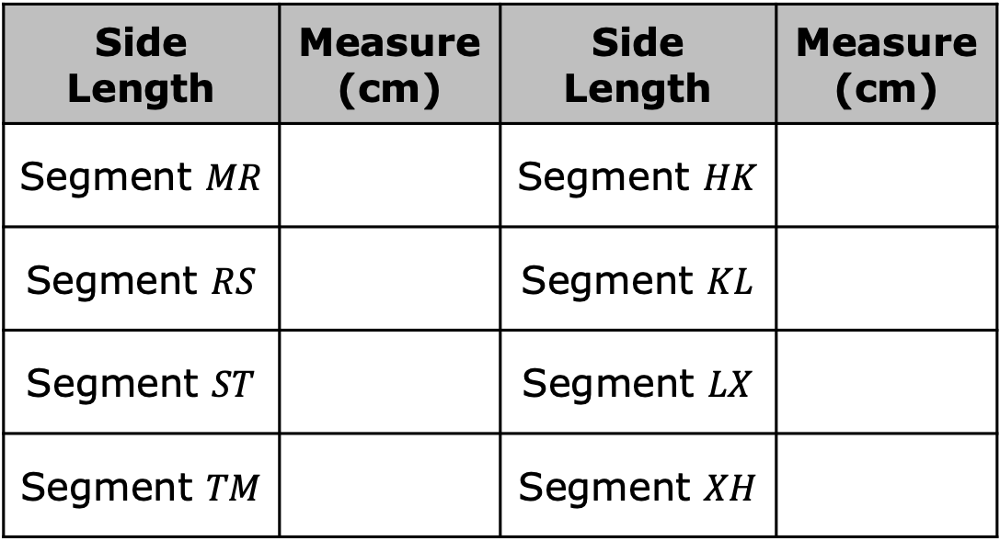 Side Length Measure (cm) Side Length Measure (cm)
Segment MR Segment HK
Segment RS Segment KL
Segment ST Segment LX
Segment TM Segment XH